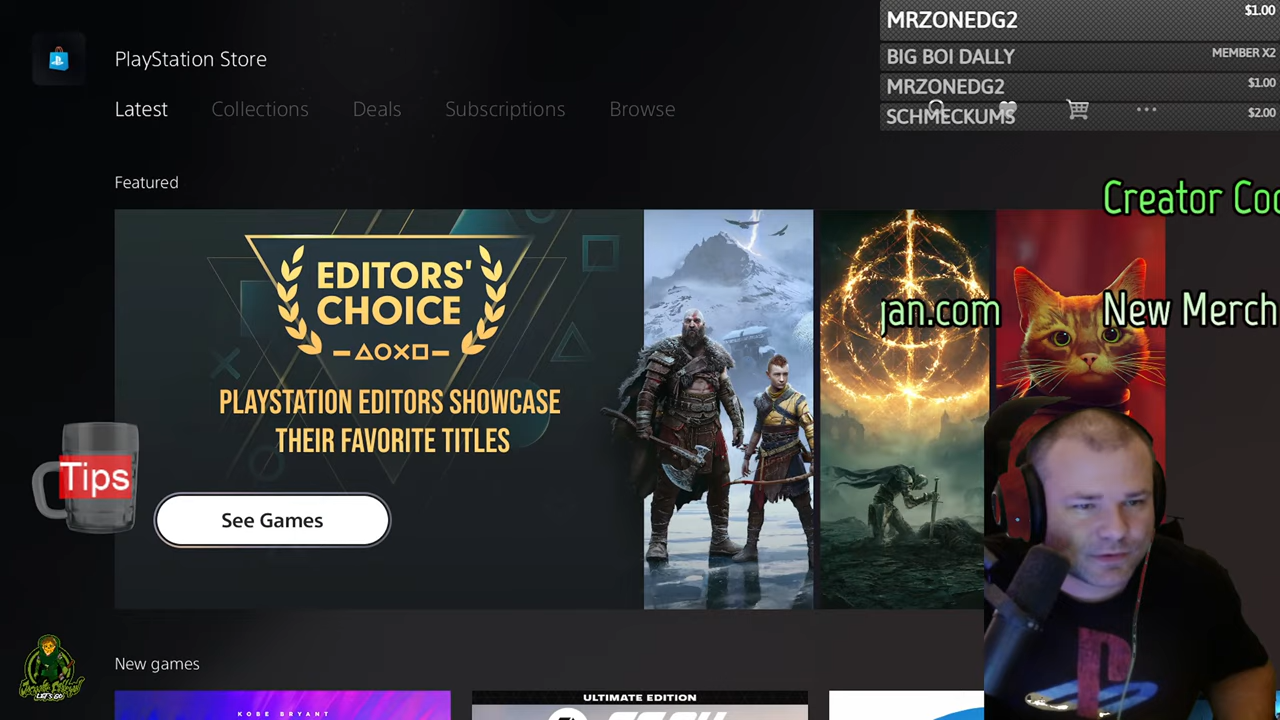 MRZONEDG2 $1.00
BIG BOI DALLY MEMBER X2
MRZONEDG2 $1.00
SCHMECKUMS $2.00
PlayStation Store
Latest Collections Deals Subscriptions Browse
Creator
Featured
EDITORS'
CHOICE
PLAYSTATION EDITORS SHOWCASE
THEIR FAVORITE TITLES
jan.com New Merch
Tips
See Games
LET'S GO
New games
KOBE BRYANT
ULTIMATE EDITION